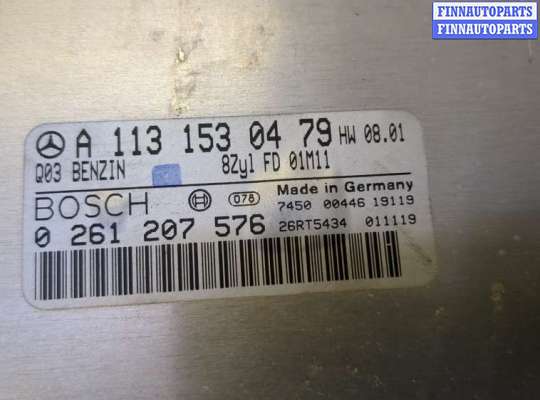 FINNAUTOPARTS
FINNAUTOPARTS
A 113 153 04 79 HW 08.01
Q03 BENZIN 8Zyl FD 01M11
BOSCH 078 Made in Germany
7450 00446 19119
0 261 207 576 26RT5434 011119